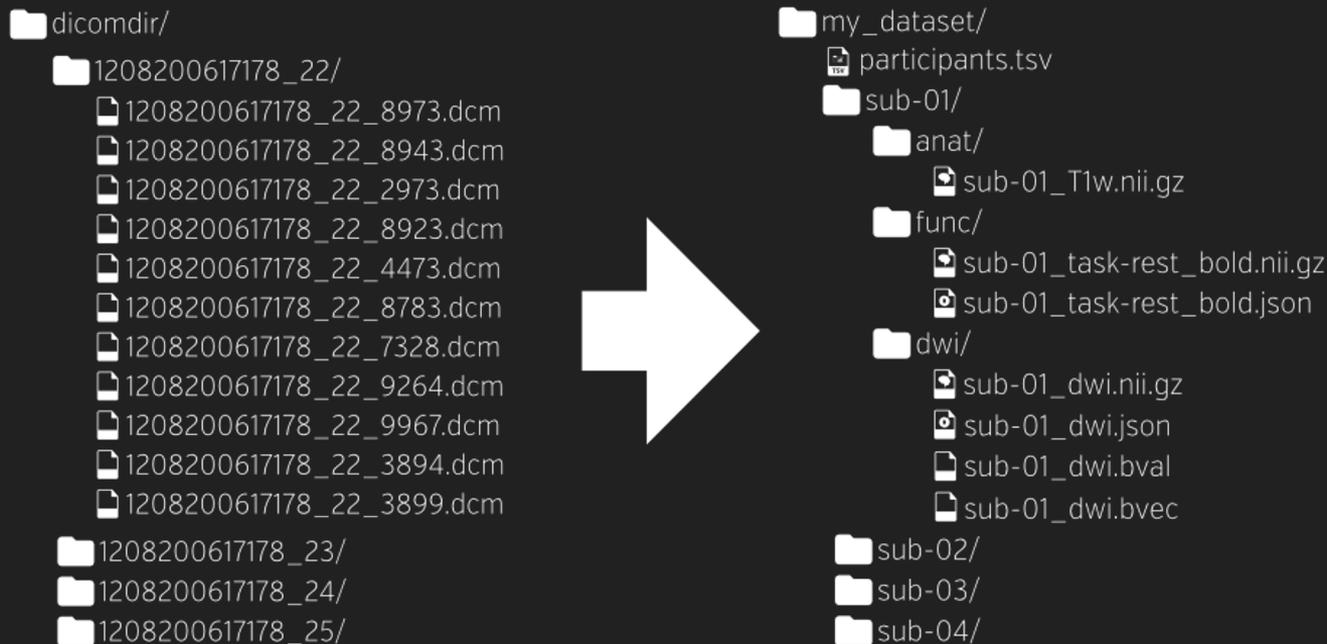 dicomdir/
1208200617178_22/
1208200617178_22_8973.dcm
1208200617178_22_8943.dcm
1208200617178_22_2973.dcm
1208200617178_22_8923.dcm
1208200617178_22_4473.dcm
1208200617178_22_8783.dcm
1208200617178_22_7328.dcm
1208200617178_22_9264.dcm
1208200617178_22_9967.dcm
1208200617178_22_3894.dcm
1208200617178_22_3899.dcm
1208200617178_23/
1208200617178_24/
1208200617178_25/
my_dataset/
TSV
participants.tsv
sub-01/
anat/
sub-01_T1w.nii.gz
func/
sub-01_task-rest_bold.nii.gz
sub-01_task-rest_bold.json
dwi/
sub-01_dwi.nii.gz
sub-01_dwi.json
sub-01_dwi.bval
sub-01_dwi.bvec
sub-02/
sub-03/
sub-04/